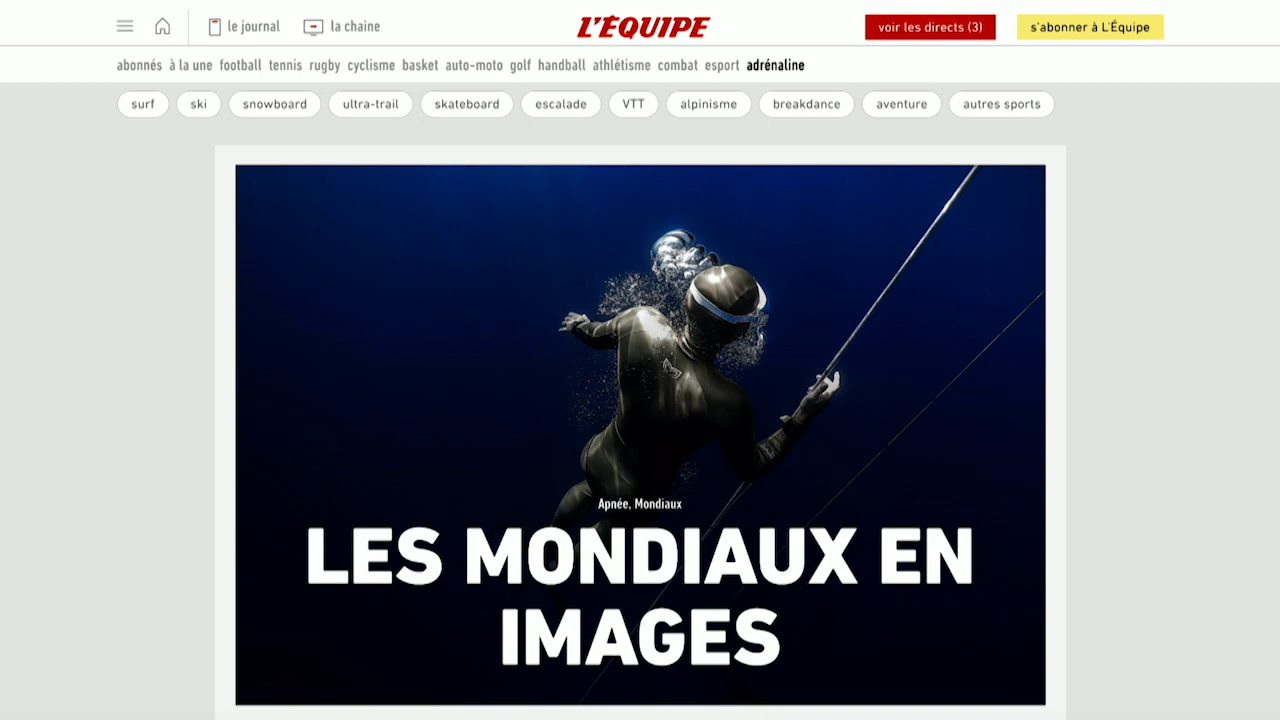 le journal la chaine L'ÉQUIPE voir les directs (3) s'abonner à L'Équipe
abonnés à la une football tennis rugby cyclisme basket auto-moto golf handball athlétisme combat esport adrénaline
surf ski snowboard ultra-trail skateboard escalade VTT alpinisme breakdance aventure autres sports
Apnée, Mondiaux
LES MONDIAUX EN
IMAGES